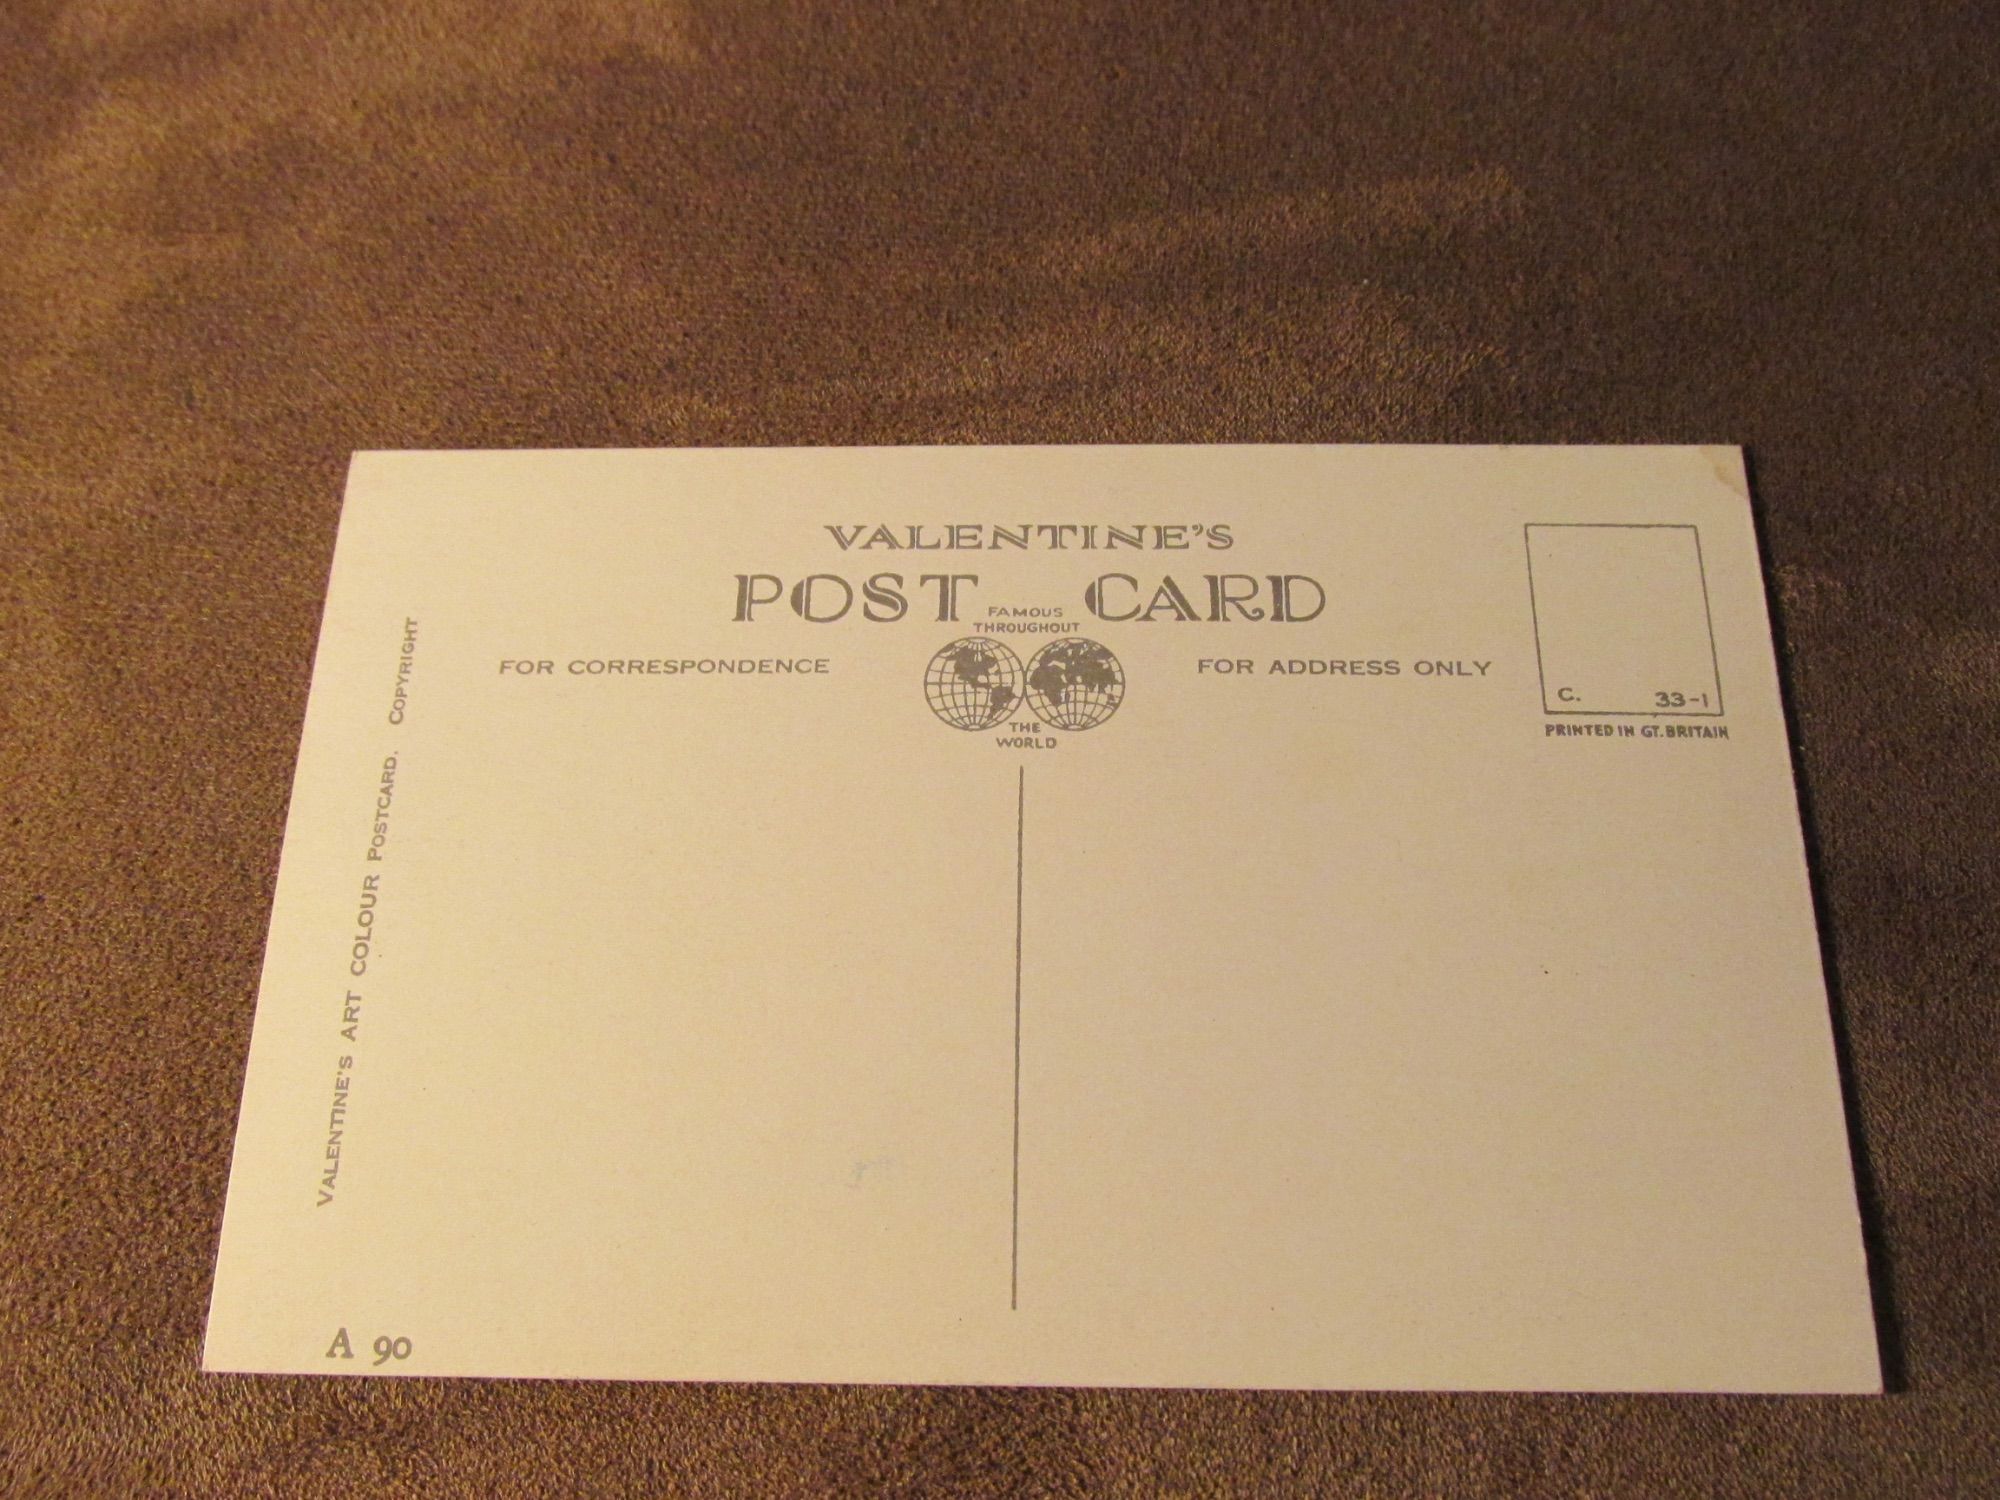 VALENTINE'S
POST CARD
FAMOUS
THROUGHOUT
THE
WORLD
FOR CORRESPONDENCE
FOR ADDRESS ONLY
C. 33-1
PRINTED IN GT. BRITAIN
VALENTINE'S ART COLOUR POSTCARD. COPYRIGHT
A 90